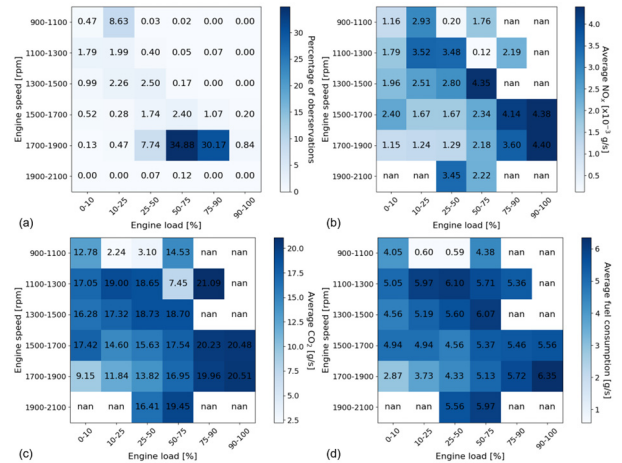 900-1100 0.47 8.63 0.03 0.02 0.00 0.00
1100-1300 1.79 1.99 0.40 0.05 0.07 0.00
1300-1500 0.99 2.26 2.50 0.17 0.00 0.00
1500-1700 0.52 0.28 1.74 2.40 1.07 0.20
1700-1900 0.13 0.47 7.74 34.88 30.17 0.84
1900-2100 0.00 0.00 0.07 0.12 0.00 0.00
Engine speed [rpm]
0-10 10-25 25-50 50-75 75-90 90-100
Engine load [%]
(a)
30
25
20
15
10
5
0
Percentage of oberservations
900-1100 1.16 2.93 0.20 1.76 nan nan
1100-1300 1.79 3.52 3.48 0.12 2.19 nan
1300-1500 1.96 2.51 2.80 4.35 nan nan
1500-1700 2.40 1.67 1.67 2.34 4.14 4.38
1700-1900 1.15 1.24 1.29 2.18 3.60 4.40
1900-2100 nan nan 3.45 2.22 nan nan
Engine speed [rpm]
0-10 10-25 25-50 50-75 75-90 90-100
Engine load [%]
(b)
4.0
3.5
3.0
2.5
2.0
1.5
1.0
0.5
Average NOₓ [x10⁻³ g/s]
900-1100 12.78 2.24 3.10 14.53 nan nan
1100-1300 17.05 19.00 18.65 7.45 21.09 nan
1300-1500 16.28 17.32 18.73 18.70 nan nan
1500-1700 17.42 14.60 15.63 17.54 20.23 20.48
1700-1900 9.15 11.84 13.82 16.95 19.96 20.51
1900-2100 nan nan 16.41 19.45 nan nan
Engine speed [rpm]
0-10 10-25 25-50 50-75 75-90 90-100
Engine load [%]
(c)
20.0
17.5
15.0
12.5
10.0
7.5
5.0
2.5
Average CO₂ [g/s]
900-1100 4.05 0.60 0.59 4.38 nan nan
1100-1300 5.05 5.97 6.10 5.71 5.36 nan
1300-1500 4.56 5.19 5.60 6.07 nan nan
1500-1700 4.94 4.94 4.56 5.37 5.46 5.56
1700-1900 2.87 3.73 4.33 5.13 5.72 6.35
1900-2100 nan nan 5.56 5.97 nan nan
Engine speed [rpm]
0-10 10-25 25-50 50-75 75-90 90-100
Engine load [%]
(d)
6
5
4
3
2
1
Average fuel consumption [g/s]